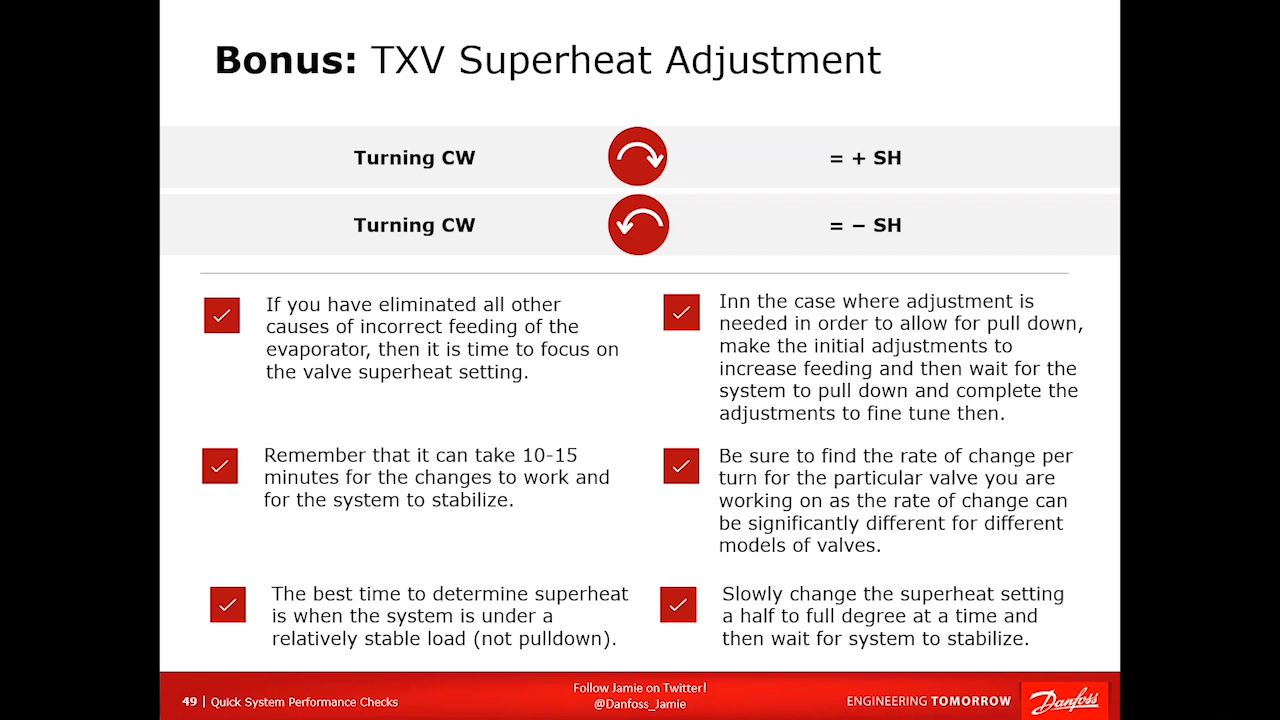 Bonus: TXV Superheat Adjustment
Turning CW = + SH
Turning CW = − SH
If you have eliminated all other
causes of incorrect feeding of the
evaporator, then it is time to focus on
the valve superheat setting.
Inn the case where adjustment is
needed in order to allow for pull down,
make the initial adjustments to
increase feeding and then wait for the
system to pull down and complete the
adjustments to fine tune then.
Remember that it can take 10-15
minutes for the changes to work and
for the system to stabilize.
Be sure to find the rate of change per
turn for the particular valve you are
working on as the rate of change can
be significantly different for different
models of valves.
The best time to determine superheat
is when the system is under a
relatively stable load (not pulldown).
Slowly change the superheat setting
a half to full degree at a time and
then wait for system to stabilize.
49 | Quick System Performance Checks
Follow Jamie on Twitter!
@Danfoss_Jamie
ENGINEERING TOMORROW
Danfoss